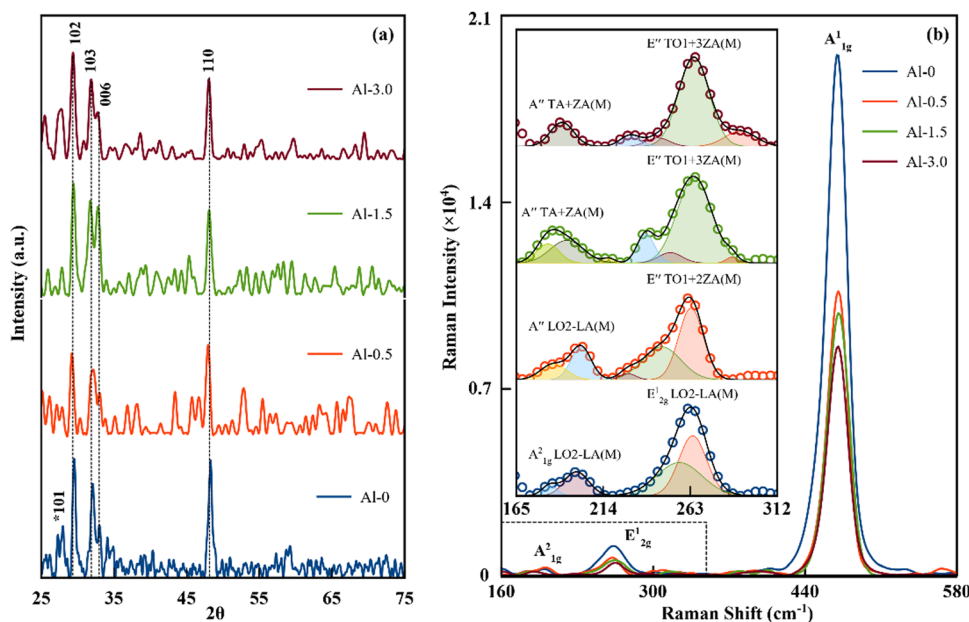 (a)
102
103
006
110
Al-3.0
Al-1.5
Al-0.5
Al-0
*101
Intensity (a.u.)
25 35 45 55 65 75
2θ
(b)
2.1
1.4
0.7
0
Raman Intensity (×10⁴)
A¹₁g
Al-0
Al-0.5
Al-1.5
Al-3.0
E″ TO1+3ZA(M)
A″ TA+ZA(M)
E″ TO1+3ZA(M)
A″ TA+ZA(M)
E″ TO1+2ZA(M)
A″ LO2-LA(M)
E¹₂g LO2-LA(M)
A²₁g LO2-LA(M)
165 214 263 312
A²₁g
E¹₂g
160 300 440 580
Raman Shift (cm⁻¹)